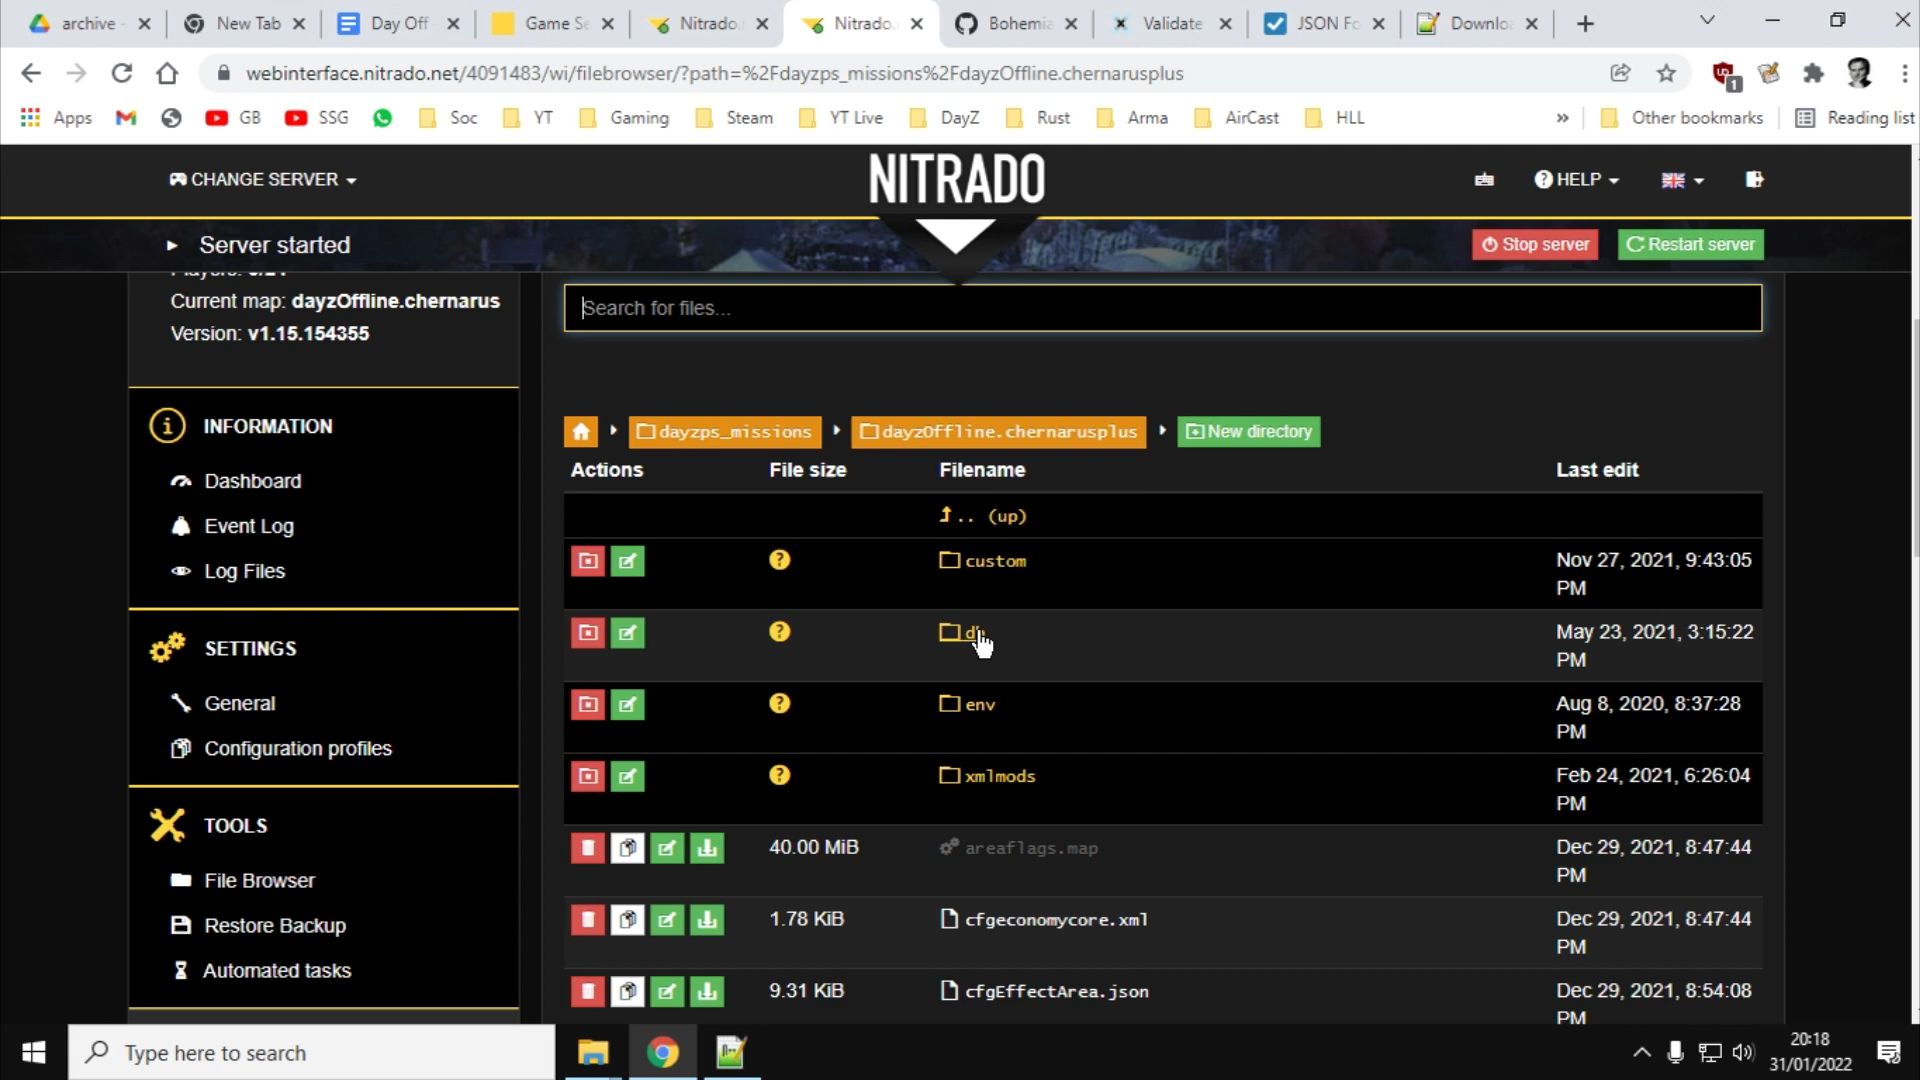 archive -
New Tab
Day Off
Game Se
Nitrado.
Nitrado.
Bohemia
Validate
JSON Fo
Downloa
webinterface.nitrado.net/4091483/wi/filebrowser/?path=%2Fdayzps_missions%2FdayzOffline.chernarusplus
1
Apps
GB
SSG
Soc
YT
Gaming
Steam
YT Live
DayZ
Rust
Arma
AirCast
HLL
»
Other bookmarks
Reading list
CHANGE SERVER
NITRADO
HELP
Server started
Stop server
Restart server
Current map: dayzOffline.chernarus
Version: v1.15.154355
Search for files...
INFORMATION
Dashboard
Event Log
Log Files
SETTINGS
General
Configuration profiles
TOOLS
File Browser
Restore Backup
Automated tasks
dayzps_missions
dayzOffline.chernarusplus
New directory
Actions
File size
Filename
Last edit
.. (up)
custom
Nov 27, 2021, 9:43:05 PM
May 23, 2021, 3:15:22 PM
env
Aug 8, 2020, 8:37:28 PM
xmlmods
Feb 24, 2021, 6:26:04 PM
40.00 MiB
areaflags.map
Dec 29, 2021, 8:47:44 PM
1.78 KiB
cfgeconomycore.xml
Dec 29, 2021, 8:47:44 PM
9.31 KiB
cfgEffectArea.json
Dec 29, 2021, 8:54:08 PM
Type here to search
20:18
31/01/2022